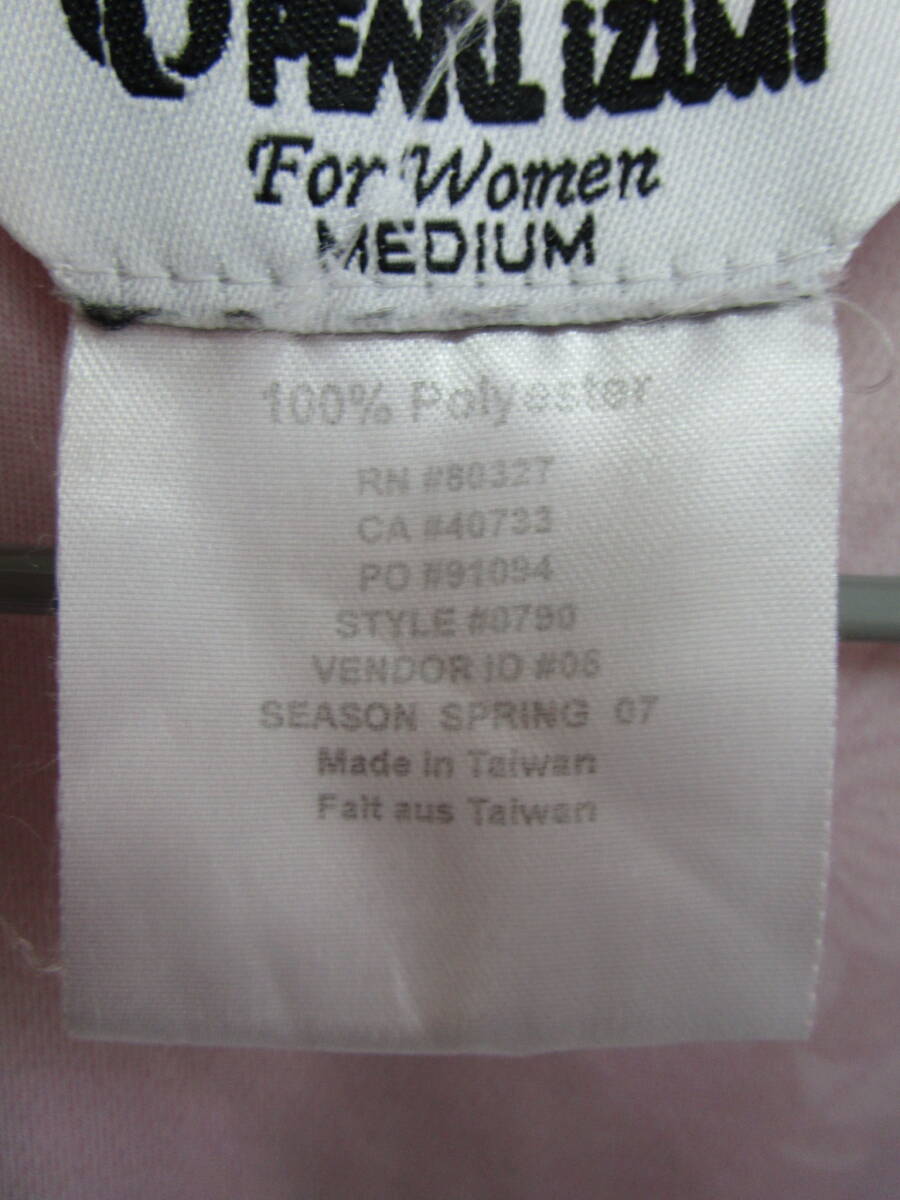 PEARL iZUMi
For Women
MEDIUM
100% Polyester
RN #80327
CA #40733
PO #91094
STYLE #0790
VENDOR ID #06
SEASON SPRING 07
Made in Taiwan
Fait aus Taiwan